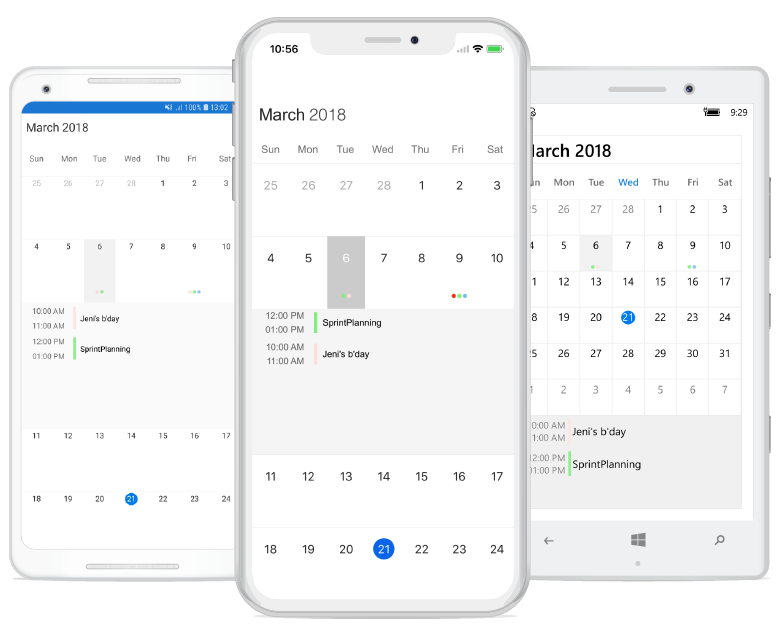 100% 13:02
March 2018
Sun Mon Tue Wed Thu Fri Sat
25 26 27 28 1 2 3
4 5 6 7 8 9 10
10:00 AM
Jeni's b'day
11:00 AM
12:00 PM
SprintPlanning
01:00 PM
11 12 13 14 15 16 17
18 19 20 21 22 23 24
10:56
March 2018
Sun Mon Tue Wed Thu Fri Sat
25 26 27 28 1 2 3
4 5 6 7 8 9 10
12:00 PM
SprintPlanning
01:00 PM
10:00 AM
Jeni's b'day
11:00 AM
11 12 13 14 15 16 17
18 19 20 21 22 23 24
9:29
arch 2018
un Mon Tue Wed Thu Fri Sat
5 26 27 28 1 2 3
4 5 6 7 8 9 10
1 12 13 14 15 16 17
8 19 20 21 22 23 24
5 26 27 28 29 30 31
1 2 3 4 5 6 7
0:00 AM
Jeni's b'day
1:00 AM
12:00 PM
SprintPlanning
01:00 PM